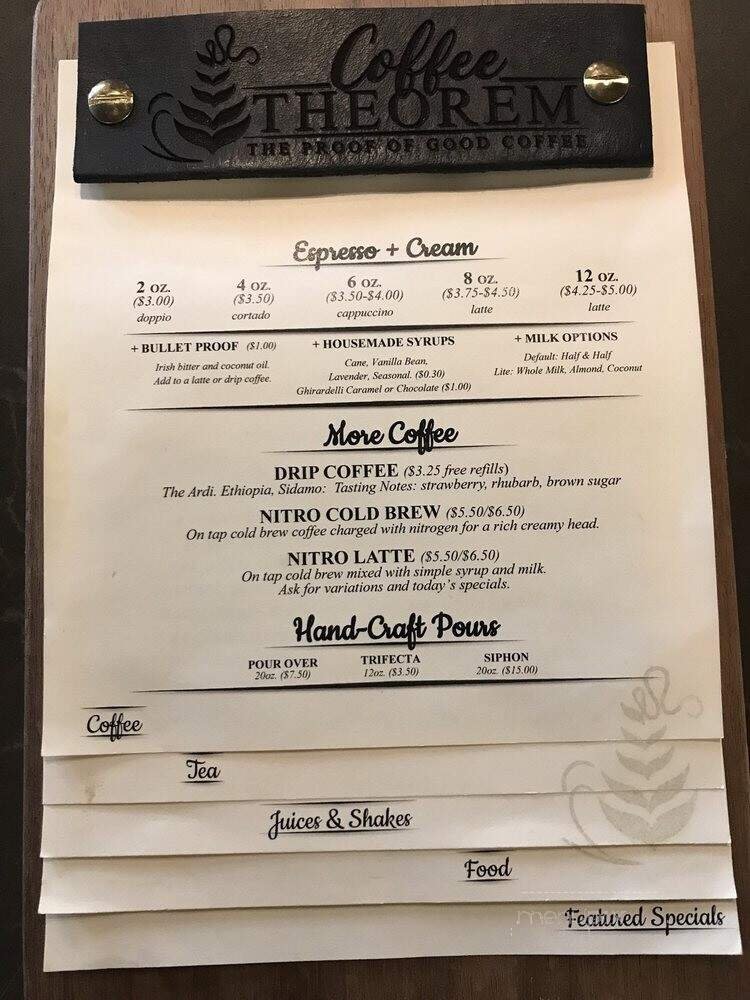 Coffee
THEOREM
THE PROOF OF GOOD COFFEE
Espresso + Cream
2 oz. 4 oz. 6 oz. 8 oz. 12 oz.
($3.00) ($3.50) ($3.50-$4.00) ($3.75-$4.50) ($4.25-$5.00)
doppio cortado cappuccino latte latte
+ BULLET PROOF ($1.00)
Irish bitter and coconut oil.
Add to a latte or drip coffee.
+ HOUSEMADE SYRUPS
Cane, Vanilla Bean,
Lavender, Seasonal. ($0.30)
Ghirardelli Caramel or Chocolate ($1.00)
+ MILK OPTIONS
Default: Half & Half
Lite: Whole Milk, Almond, Coconut
More Coffee
DRIP COFFEE ($3.25 free refills)
The Ardi. Ethiopia, Sidamo: Tasting Notes: strawberry, rhubarb, brown sugar
NITRO COLD BREW ($5.50/$6.50)
On tap cold brew coffee charged with nitrogen for a rich creamy head.
NITRO LATTE ($5.50/$6.50)
On tap cold brew mixed with simple syrup and milk.
Ask for variations and today's specials.
Hand-Craft Pours
POUR OVER TRIFECTA SIPHON
20oz. ($7.50) 12oz. ($3.50) 20oz. ($15.00)
Coffee
Tea
Juices & Shakes
Food
Featured Specials